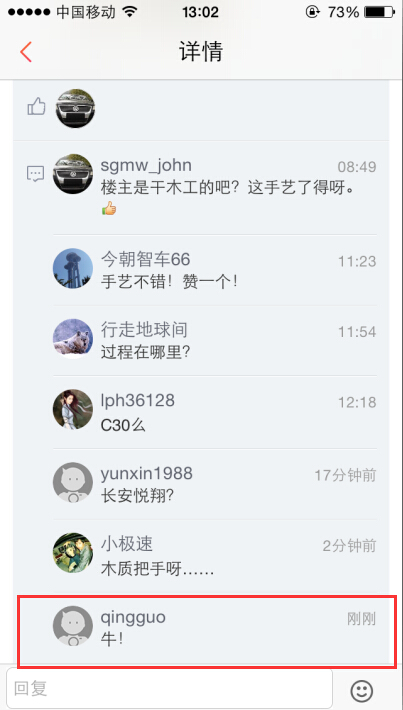 中国移动 13:02 73%
详情
sgmw_john 08:49
楼主是干木工的吧？这手艺了得呀。
👍
今朝智车66 11:23
手艺不错！赞一个！
行走地球间 11:54
过程在哪里?
lph36128 12:18
C30么
yunxin1988 17分钟前
长安悦翔?
小极速 2分钟前
木质把手呀……
qingguo 刚刚
牛！
回复